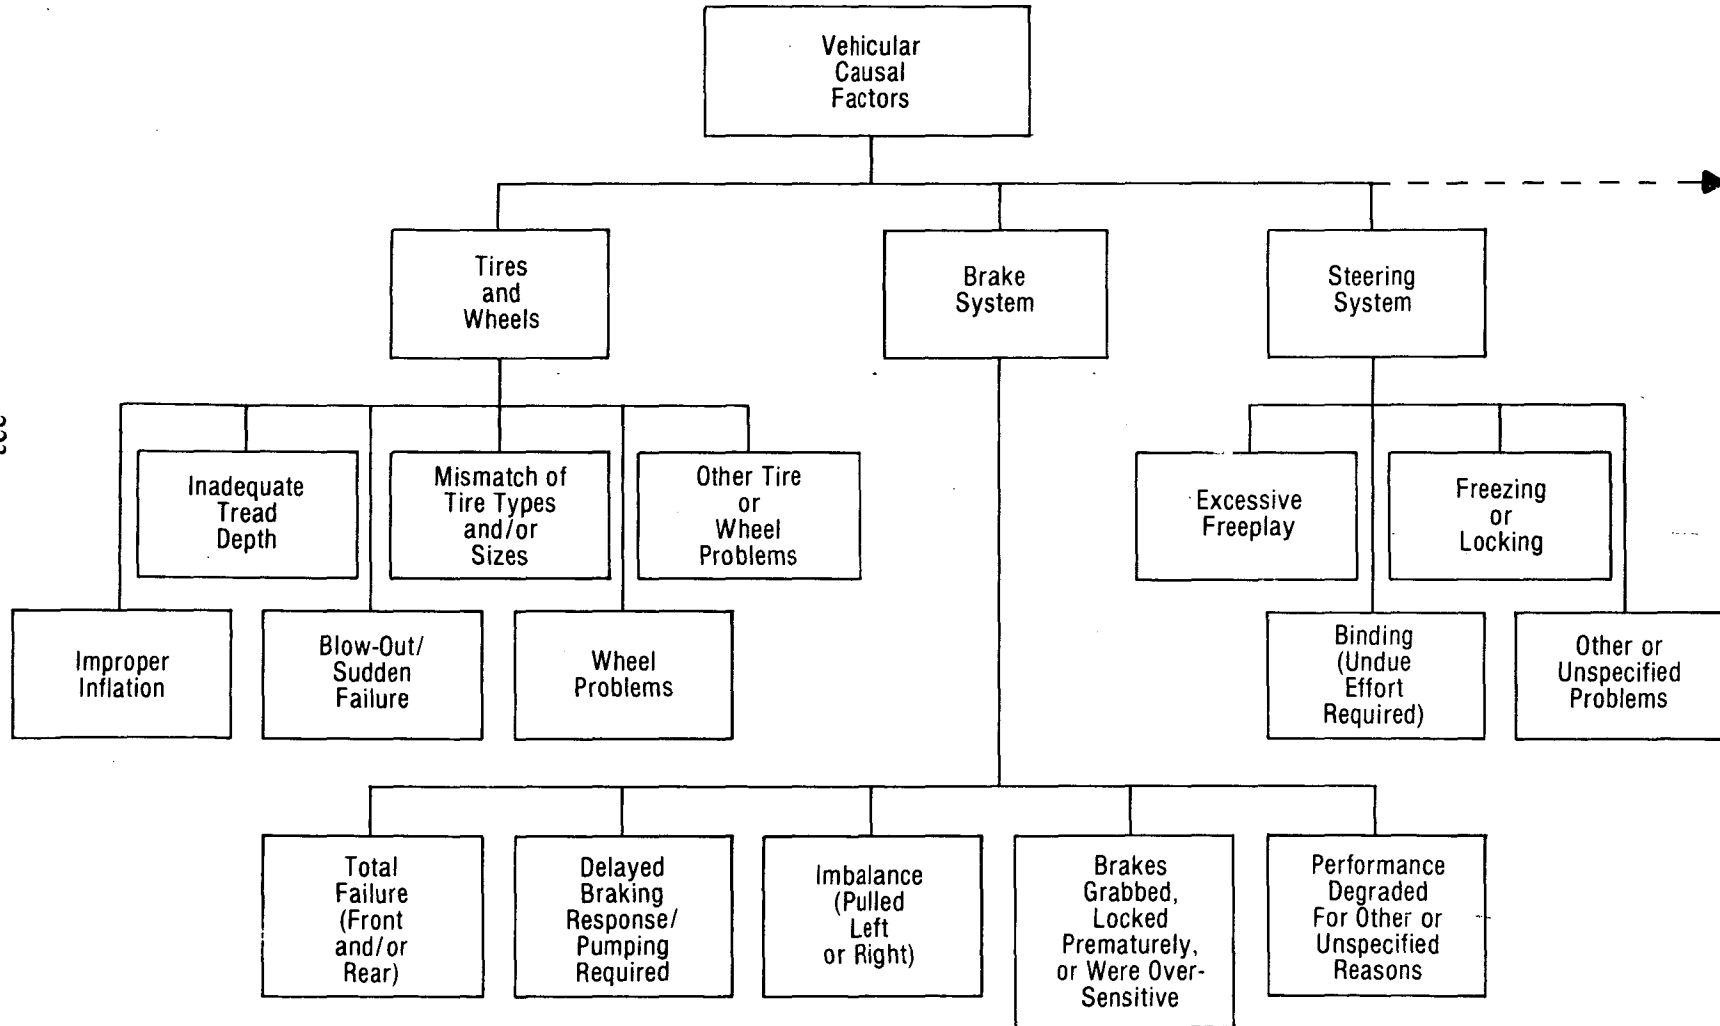 Vehicular
Causal
Factors
Tires
and
Wheels
Brake
System
Steering
System
Inadequate
Tread
Depth
Mismatch of
Tire Types
and/or
Sizes
Other Tire
or
Wheel
Problems
Excessive
Freeplay
Freezing
or
Locking
Improper
Inflation
Blow-Out/
Sudden
Failure
Wheel
Problems
Binding
(Undue
Effort
Required)
Other or
Unspecified
Problems
Total
Failure
(Front
and/or
Rear)
Delayed
Braking
Response/
Pumping
Required
Imbalance
(Pulled
Left
or Right)
Brakes
Grabbed,
Locked
Prematurely,
or Were Over-
Sensitive
Performance
Degraded
For Other or
Unspecified
Reasons